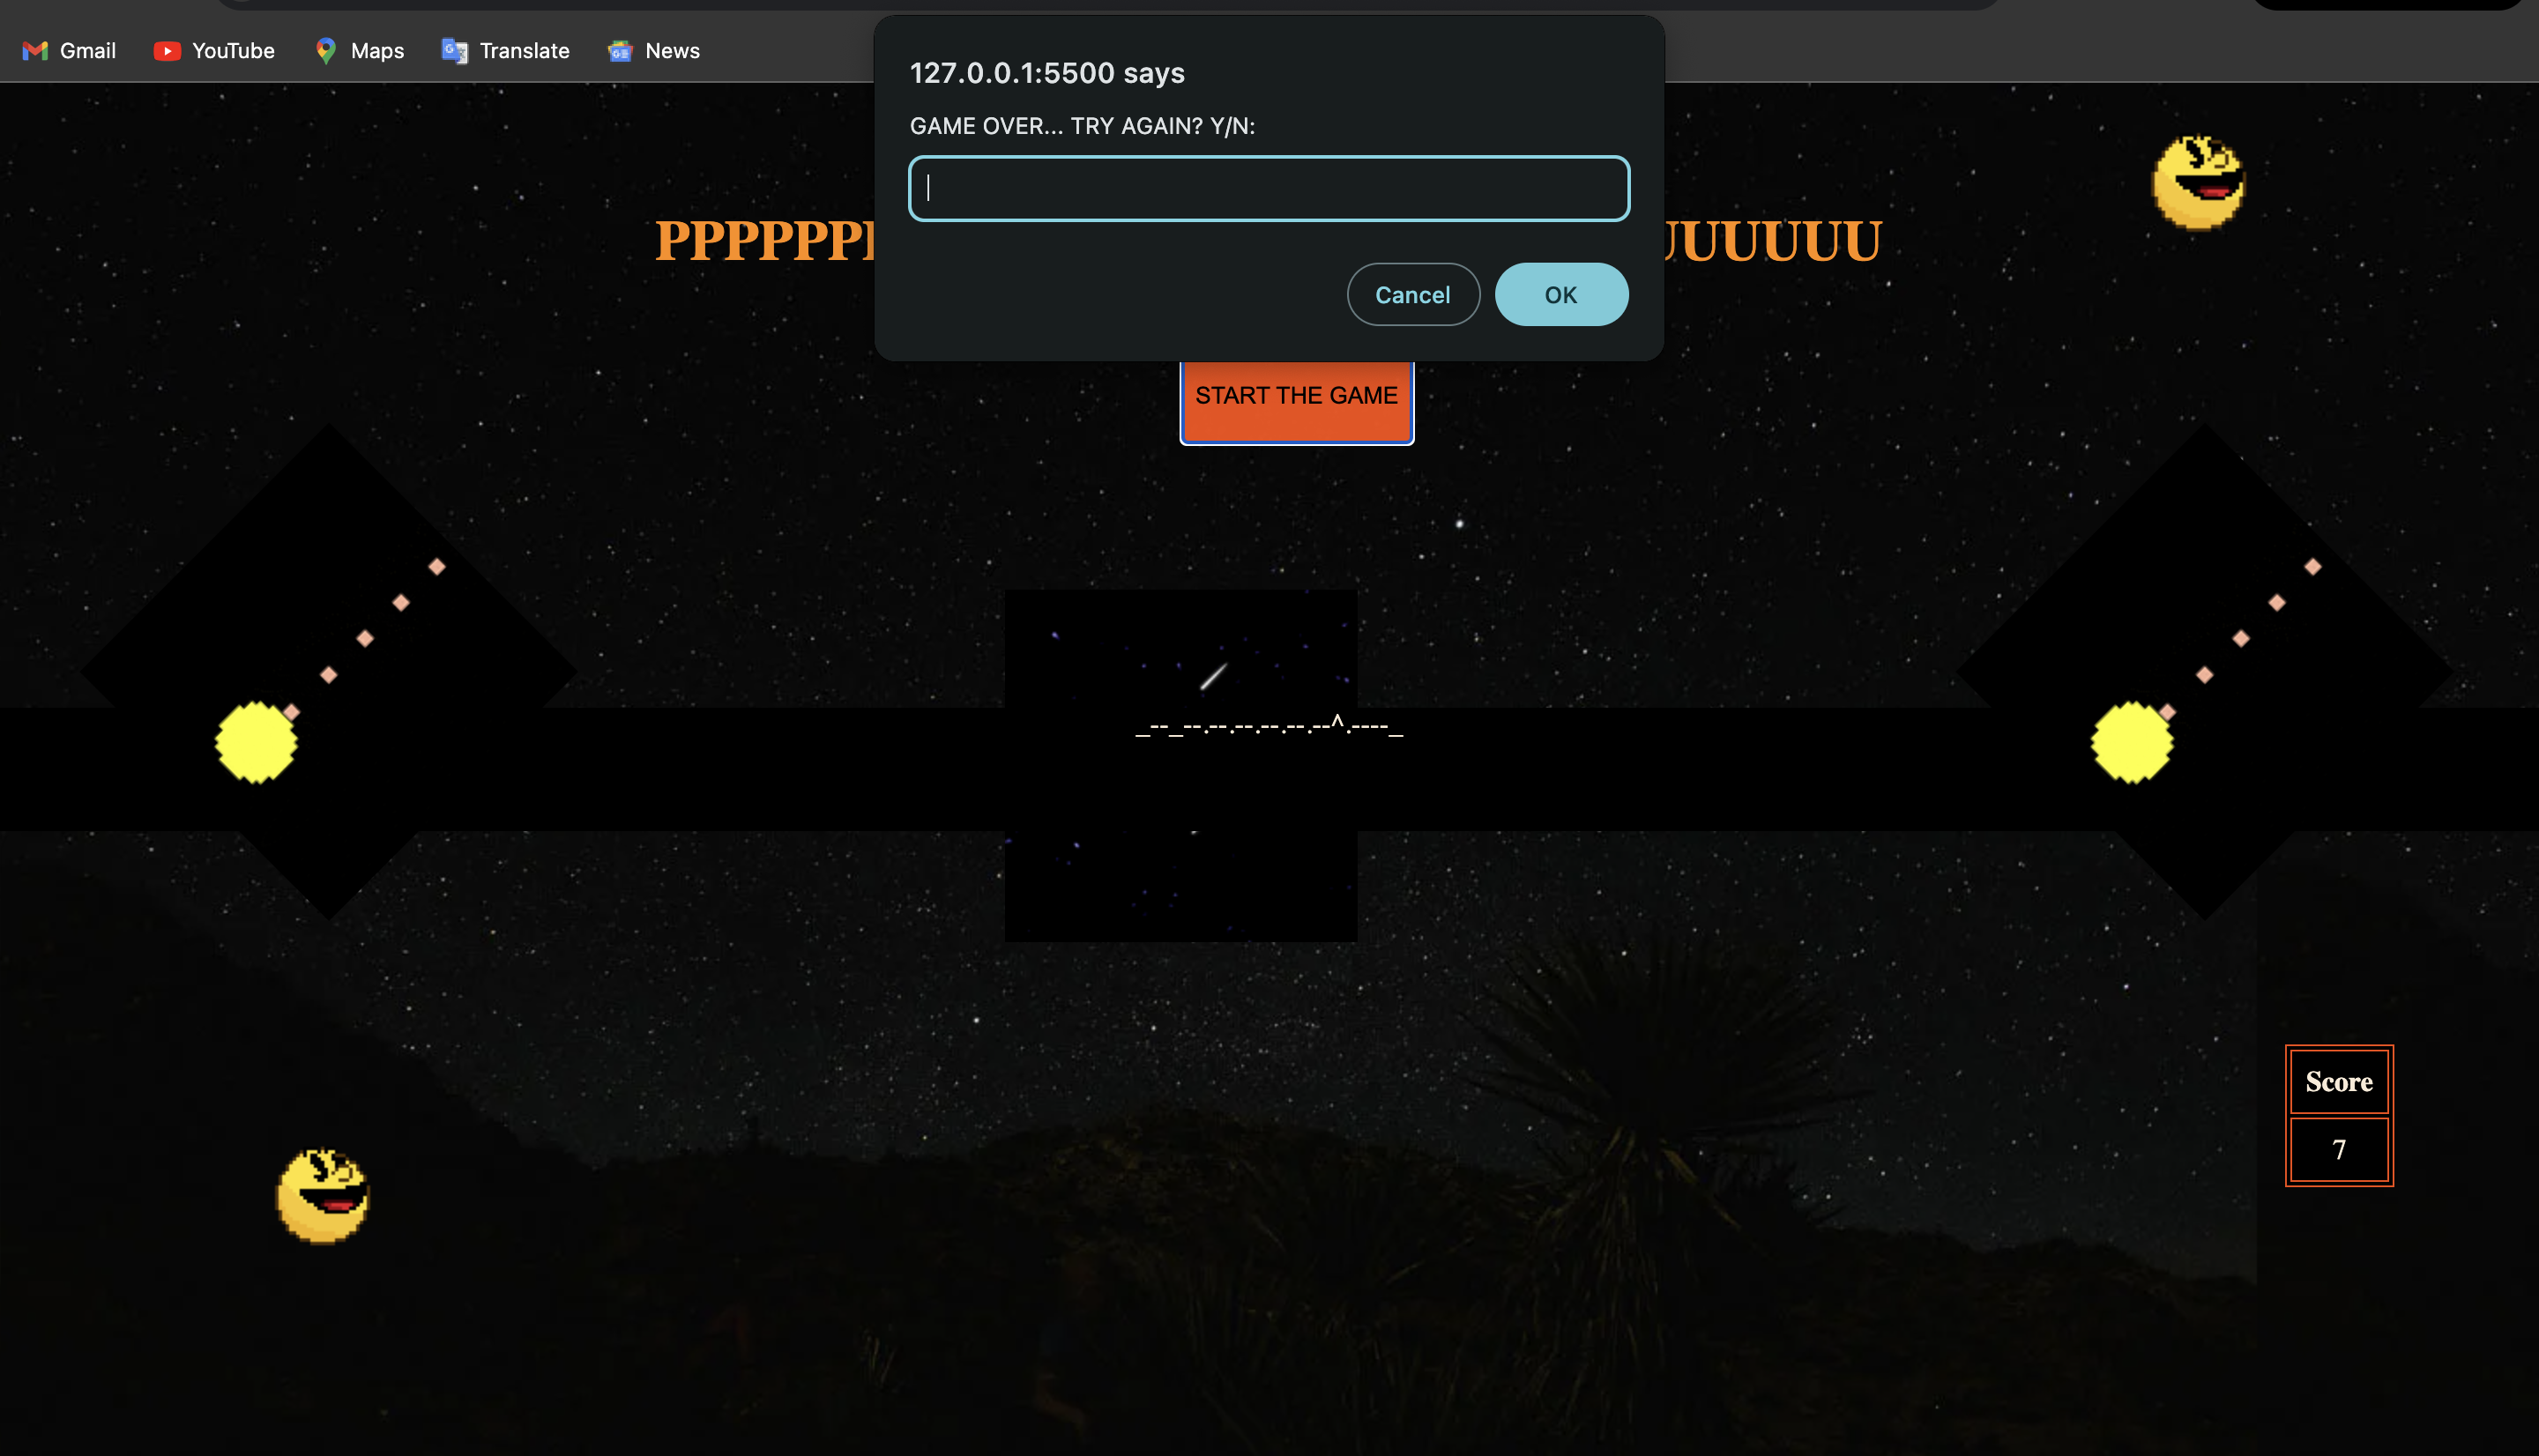 Gmail YouTube Maps Translate News
127.0.0.1:5500 says
GAME OVER... TRY AGAIN? Y/N:
PPPPPP UUUUUU
Cancel OK
START THE GAME
_--_--.--.--.--.--.--^.----_
Score
7